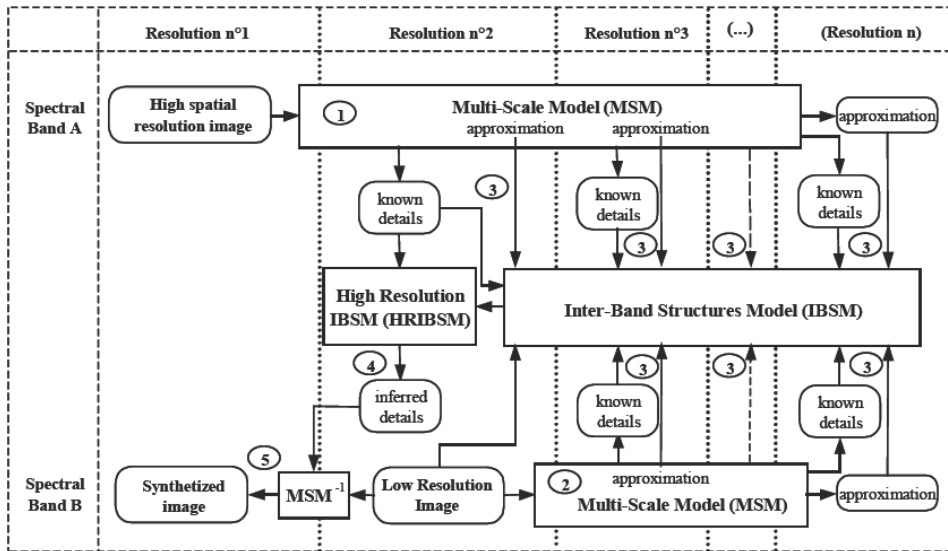 Resolution n°1
Resolution n°2
Resolution n°3
(...)
(Resolution n)
Spectral
Band A
High spatial
resolution image
1
Multi-Scale Model (MSM)
approximation
approximation
approximation
known
details
3
known
details
3
3
known
details
3
High Resolution
IBSM (HRIBSM)
Inter-Band Structures Model (IBSM)
4
inferred
details
3
known
details
3
3
known
details
5
Spectral
Band B
Synthetized
image
MSM -1
Low Resolution
Image
2
approximation
Multi-Scale Model (MSM)
approximation